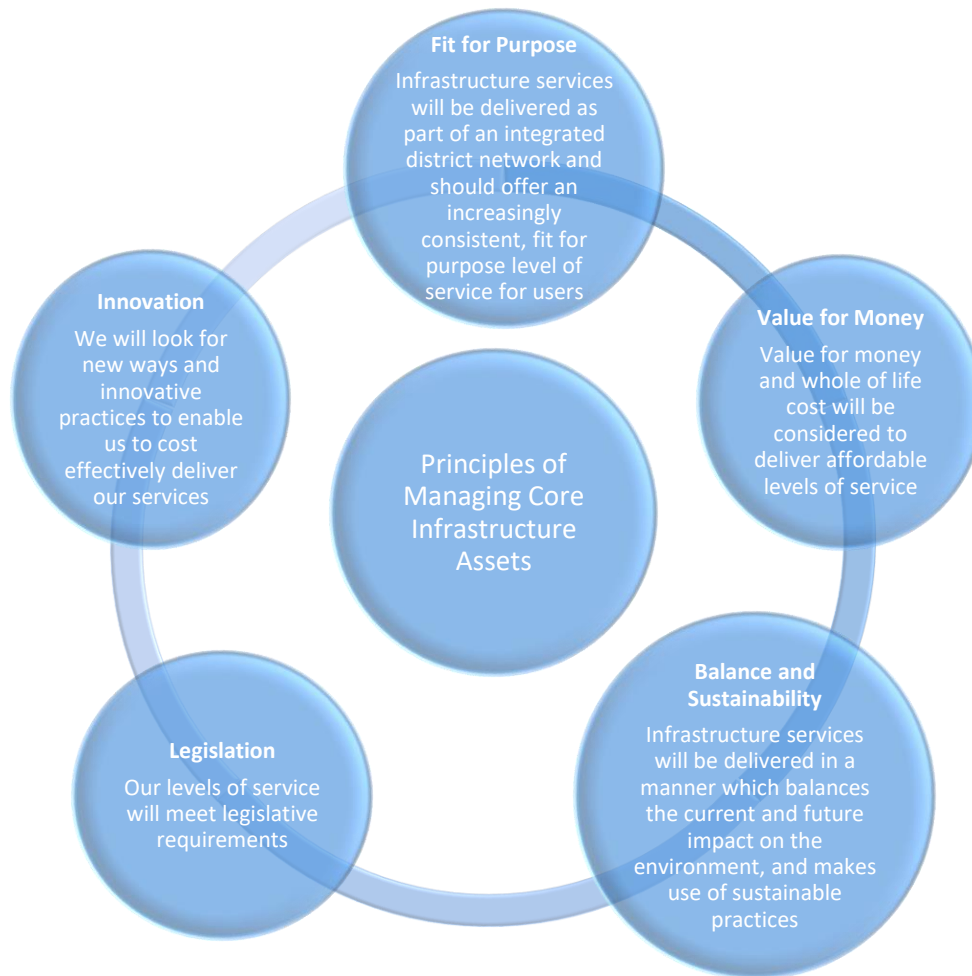 Fit for Purpose
Infrastructure services
will be delivered as
part of an integrated
district network and
should offer an
increasingly
consistent, fit for
purpose level of
service for users
Value for Money
Value for money
and whole of life
cost will be
considered to
deliver affordable
levels of service
Balance and
Sustainability
Infrastructure services
will be delivered in a
manner which balances
the current and future
impact on the
environment, and makes
use of sustainable
practices
Legislation
Our levels of service
will meet legislative
requirements
Innovation
We will look for
new ways and
innovative
practices to enable
us to cost
effectively deliver
our services
Principles of
Managing Core
Infrastructure
Assets